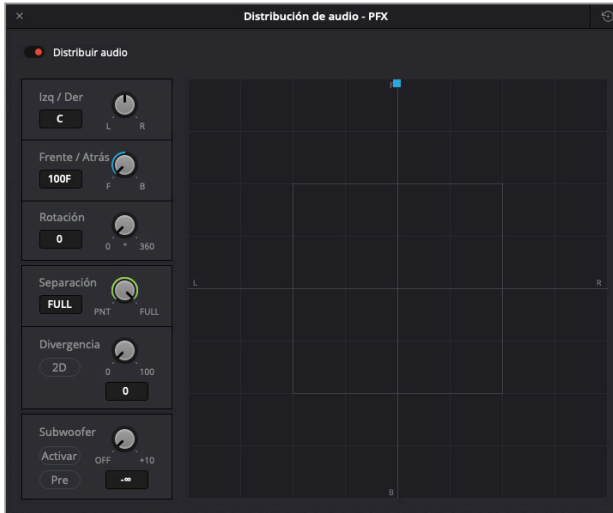 Distribución de audio - PFX
Distribuir audio
Izq / Der
C
L R
Frente / Atrás
100F
F B
Rotación
0
0 ° 360
Separación
FULL
PNT FULL
Divergencia
2D
0 100
0
Subwoofer
Activar
OFF +10
Pre
-∞
F
L R
B